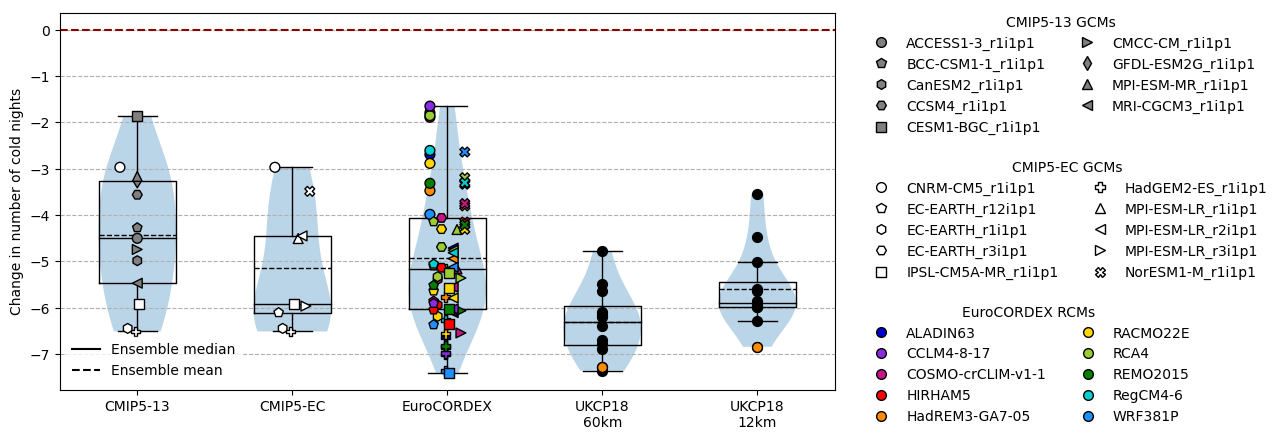 Change in number of cold nights
0
−1
−2
−3
−4
−5
−6
−7
Ensemble median
Ensemble mean
CMIP5-13
CMIP5-EC
EuroCORDEX
UKCP18
60km
UKCP18
12km
CMIP5-13 GCMs
ACCESS1-3_r1i1p1
BCC-CSM1-1_r1i1p1
CanESM2_r1i1p1
CCSM4_r1i1p1
CESM1-BGC_r1i1p1
CMCC-CM_r1i1p1
GFDL-ESM2G_r1i1p1
MPI-ESM-MR_r1i1p1
MRI-CGCM3_r1i1p1
CMIP5-EC GCMs
CNRM-CM5_r1i1p1
EC-EARTH_r12i1p1
EC-EARTH_r1i1p1
EC-EARTH_r3i1p1
IPSL-CM5A-MR_r1i1p1
HadGEM2-ES_r1i1p1
MPI-ESM-LR_r1i1p1
MPI-ESM-LR_r2i1p1
MPI-ESM-LR_r3i1p1
NorESM1-M_r1i1p1
EuroCORDEX RCMs
ALADIN63
CCLM4-8-17
COSMO-crCLIM-v1-1
HIRHAM5
HadREM3-GA7-05
RACMO22E
RCA4
REMO2015
RegCM4-6
WRF381P